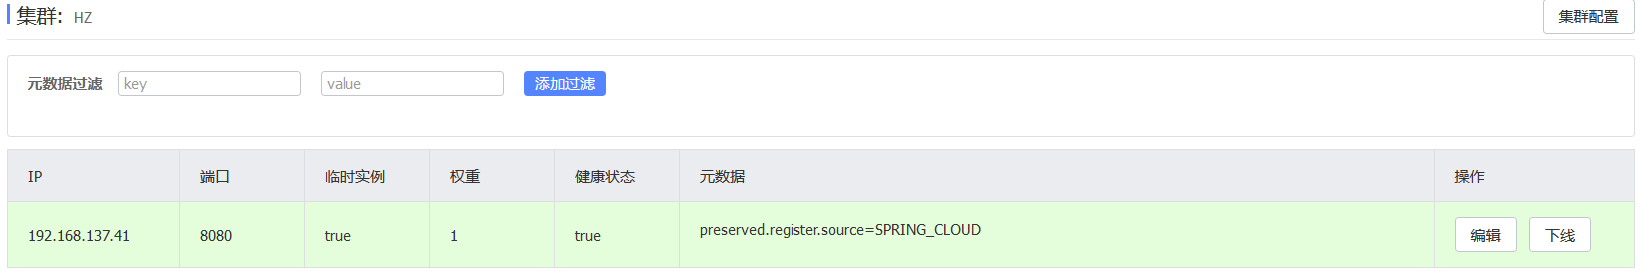 集群: HZ 集群配置
元数据过滤 key value 添加过滤
IP 端口 临时实例 权重 健康状态 元数据 操作
192.168.137.41 8080 true 1 true preserved.register.source=SPRING_CLOUD 编辑 下线